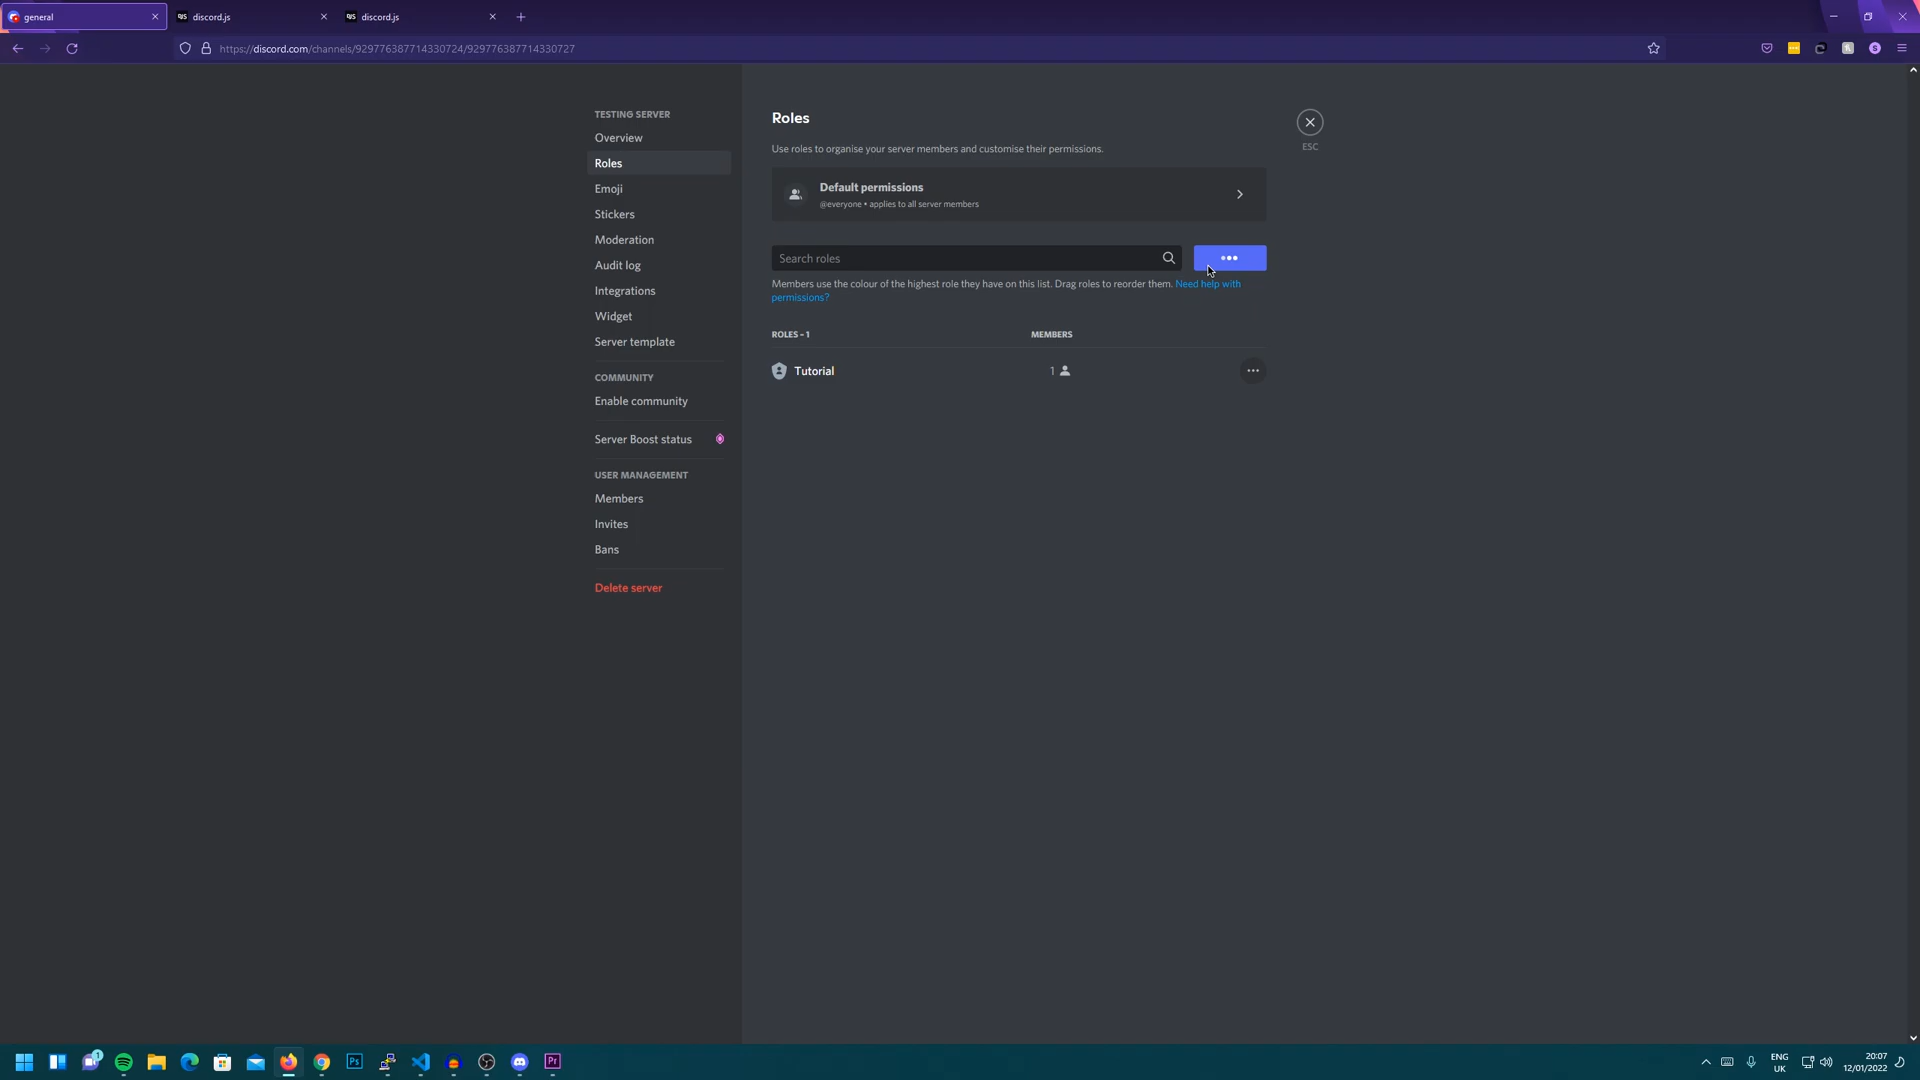 general
discord.js
discord.js
https://discord.com/channels/929776387714330724/929776387714330727
TESTING SERVER
Overview
Roles
Emoji
Stickers
Moderation
Audit log
Integrations
Widget
Server template
COMMUNITY
Enable community
Server Boost status
USER MANAGEMENT
Members
Invites
Bans
Delete server
Roles
Use roles to organise your server members and customise their permissions.
Default permissions
@everyone • applies to all server members
Search roles
Members use the colour of the highest role they have on this list. Drag roles to reorder them. Need help with
permissions?
ROLES – 1
MEMBERS
Tutorial
1
ESC
1
Ps
Pr
ENG
UK
20:07
12/01/2022